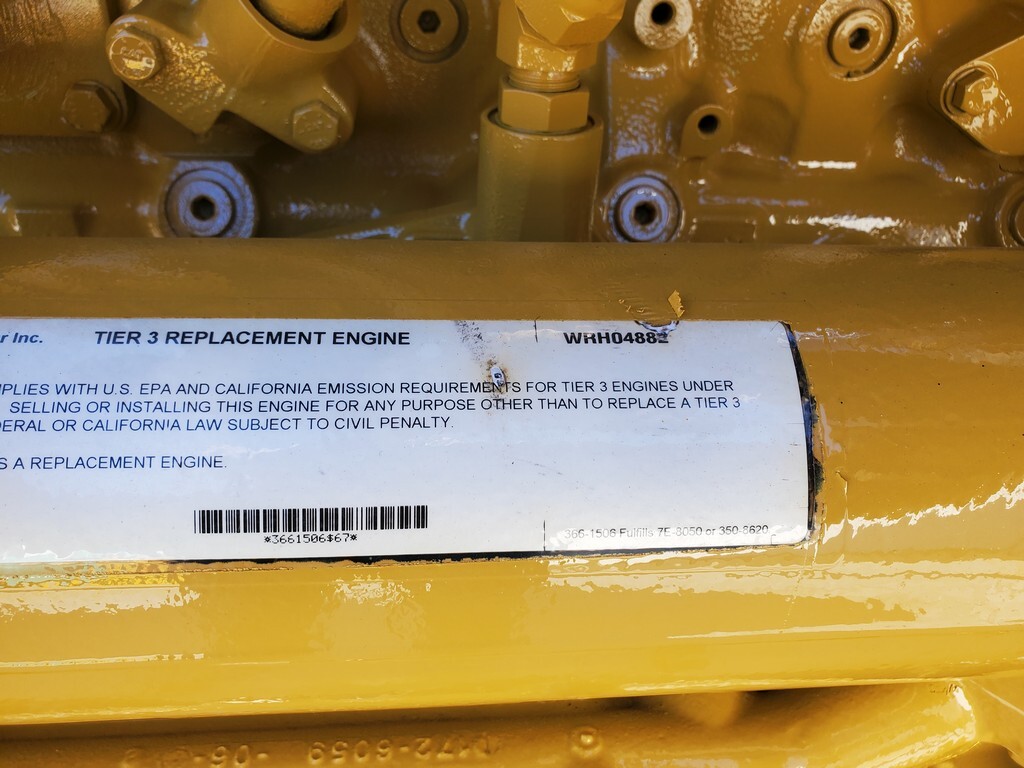 r Inc. TIER 3 REPLACEMENT ENGINE WRH04882
PLIES WITH U.S. EPA AND CALIFORNIA EMISSION REQUIREMENTS FOR TIER 3 ENGINES UNDER
SELLING OR INSTALLING THIS ENGINE FOR ANY PURPOSE OTHER THAN TO REPLACE A TIER 3
DERAL OR CALIFORNIA LAW SUBJECT TO CIVIL PENALTY.
S A REPLACEMENT ENGINE.
*3661506$67*
366-1506 Fulfills 7E-8050 or 350-8620